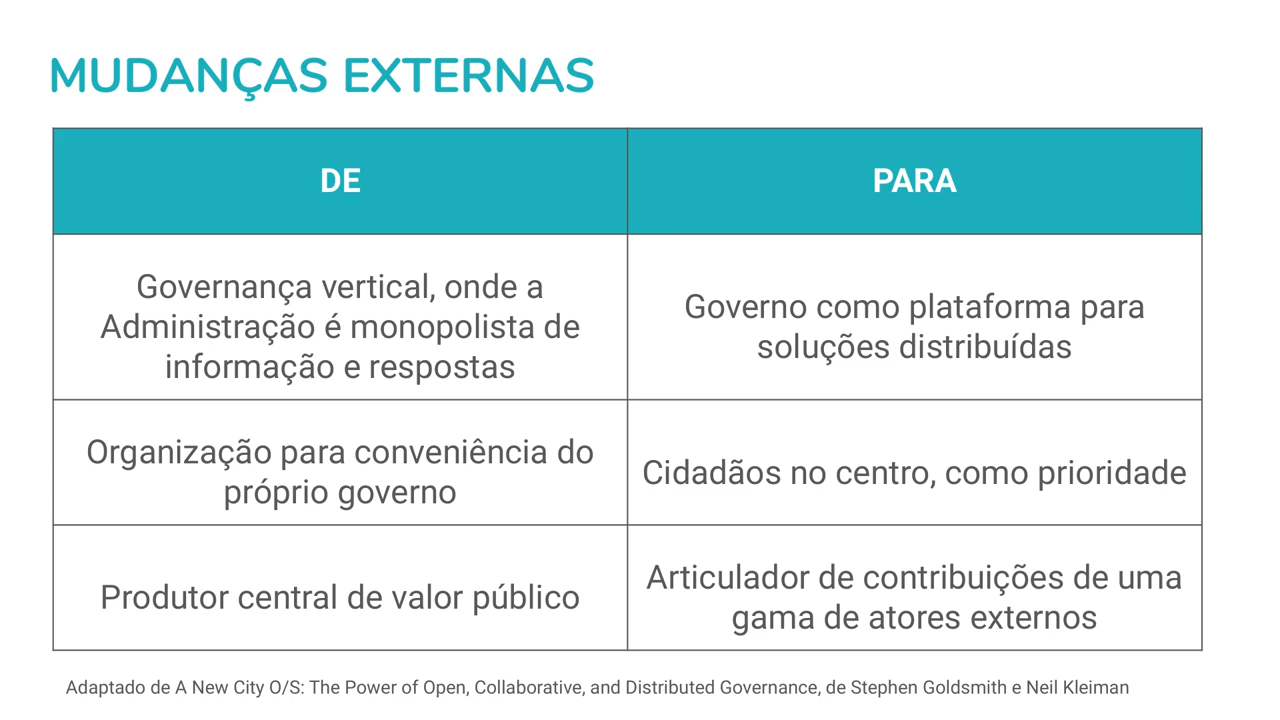 MUDANÇAS EXTERNAS
DE
PARA
Governança vertical, onde a
Administração é monopolista de
informação e respostas
Governo como plataforma para
soluções distribuídas
Organização para conveniência do
próprio governo
Cidadãos no centro, como prioridade
Produtor central de valor público
Articulador de contribuições de uma
gama de atores externos
Adaptado de A New City O/S: The Power of Open, Collaborative, and Distributed Governance, de Stephen Goldsmith e Neil Kleiman